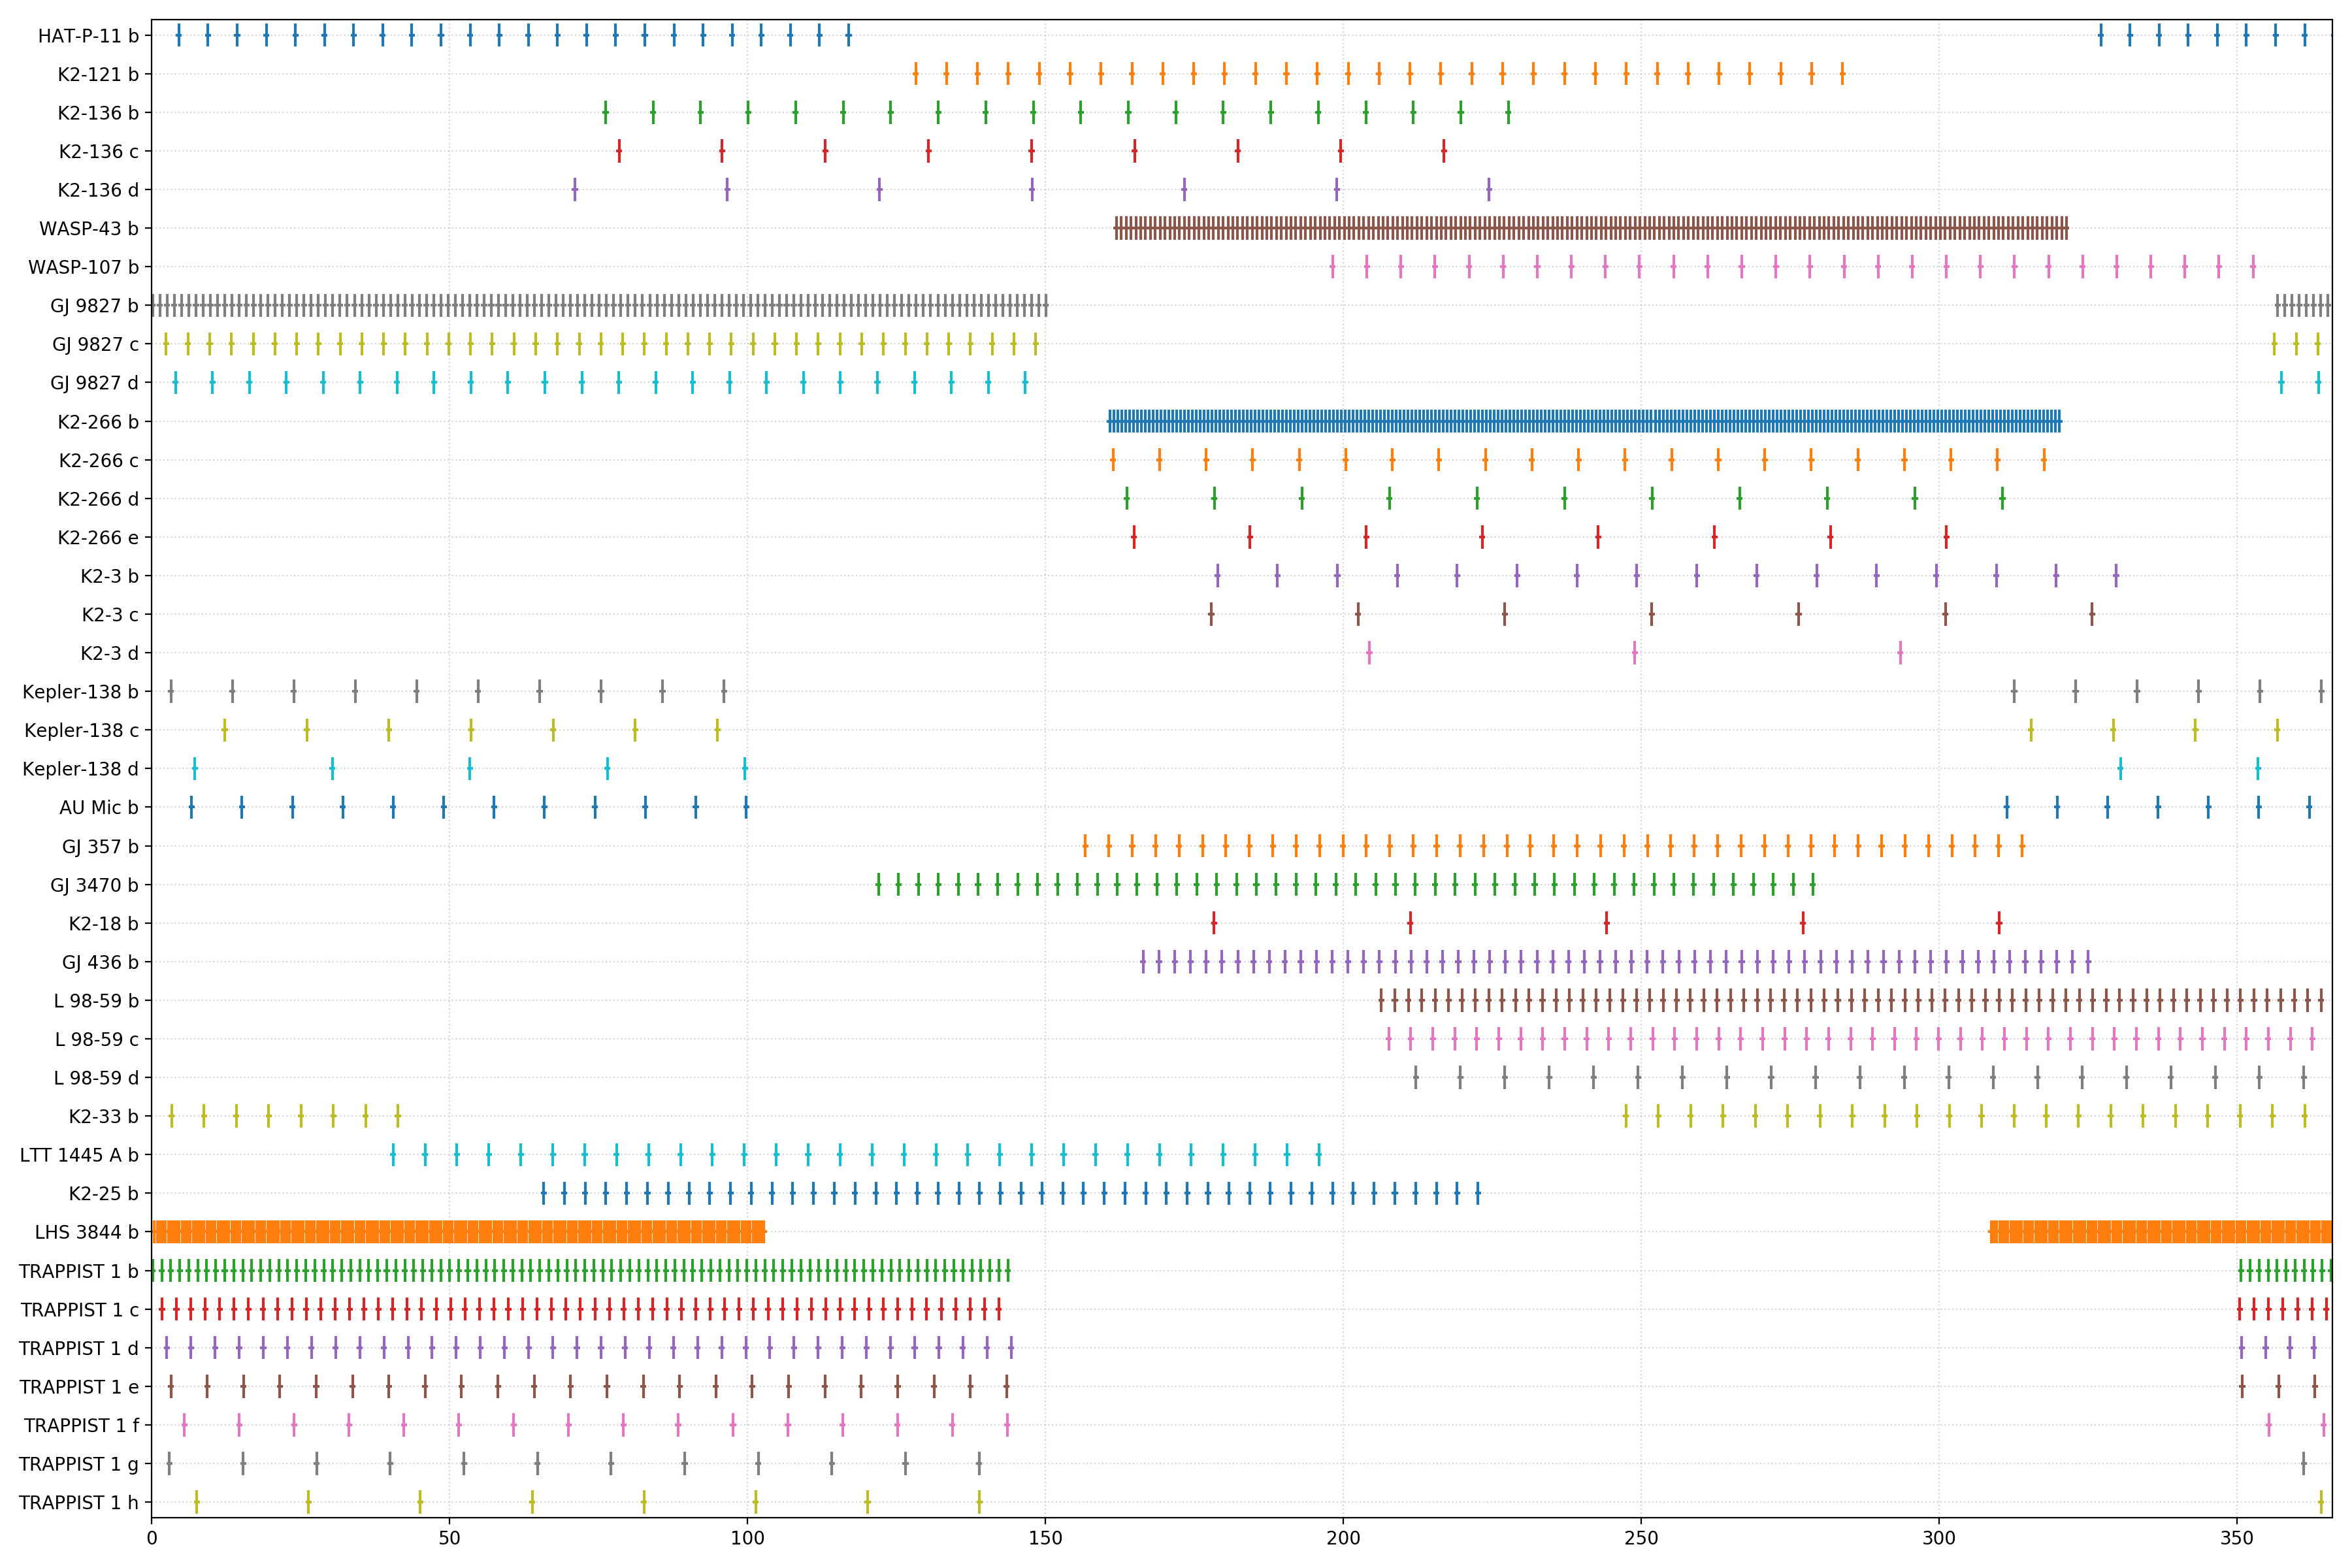 HAT-P-11 b
K2-121 b
K2-136 b
K2-136 c
K2-136 d
WASP-43 b
WASP-107 b
GJ 9827 b
GJ 9827 c
GJ 9827 d
K2-266 b
K2-266 c
K2-266 d
K2-266 e
K2-3 b
K2-3 c
K2-3 d
Kepler-138 b
Kepler-138 c
Kepler-138 d
AU Mic b
GJ 357 b
GJ 3470 b
K2-18 b
GJ 436 b
L 98-59 b
L 98-59 c
L 98-59 d
K2-33 b
LTT 1445 A b
K2-25 b
LHS 3844 b
TRAPPIST 1 b
TRAPPIST 1 c
TRAPPIST 1 d
TRAPPIST 1 e
TRAPPIST 1 f
TRAPPIST 1 g
TRAPPIST 1 h
0 50 100 150 200 250 300 350